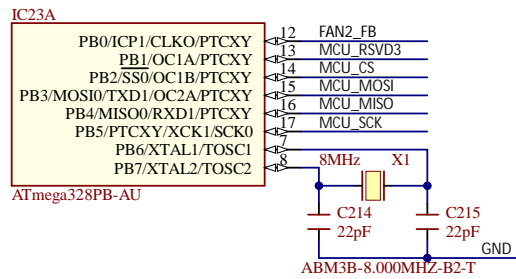 IC23A
PB0/ICP1/CLKO/PTCXY 12 FAN2_FB
PB1/OC1A/PTCXY 13 MCU_RSVD3
PB2/SS0/OC1B/PTCXY 14 MCU_CS
PB3/MOSI0/TXD1/OC2A/PTCXY 15 MCU_MOSI
PB4/MISO0/RXD1/PTCXY 16 MCU_MISO
PB5/PTCXY/XCK1/SCK0 17 MCU_SCK
PB6/XTAL1/TOSC1 7
PB7/XTAL2/TOSC2 8
8MHz X1
ATmega328PB-AU
C214 C215
22pF 22pF
GND
ABM3B-8.000MHZ-B2-T